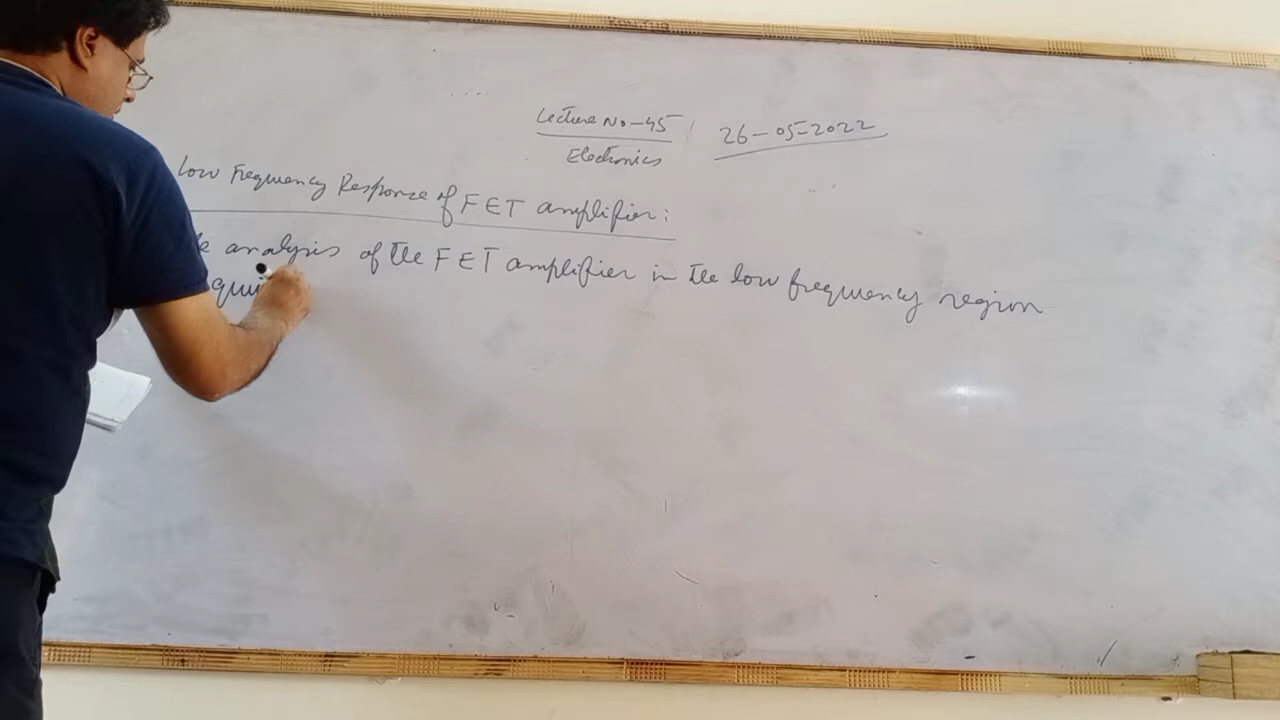 Lecture No-45
26-05-2022
Electronics
Low Frequency Response of FET amplifier:
analysis of the FET amplifier in the low frequency region